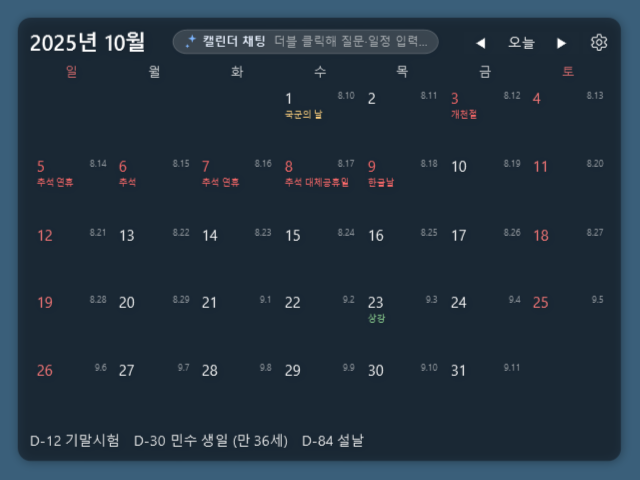 2025년 10월 캘린더 채팅 더블 클릭해 질문·일정 입력... ◀ 오늘 ▶
일 월 화 수 목 금 토
1 8.10 2 8.11 3 8.12 4 8.13
국군의 날 개천절
5 8.14 6 8.15 7 8.16 8 8.17 9 8.18 10 8.19 11 8.20
추석 연휴 추석 추석 연휴 추석 대체공휴일 한글날
12 8.21 13 8.22 14 8.23 15 8.24 16 8.25 17 8.26 18 8.27
19 8.28 20 8.29 21 9.1 22 9.2 23 9.3 24 9.4 25 9.5
상강
26 9.6 27 9.7 28 9.8 29 9.9 30 9.10 31 9.11
D-12 기말시험 D-30 민수 생일 (만 36세) D-84 설날